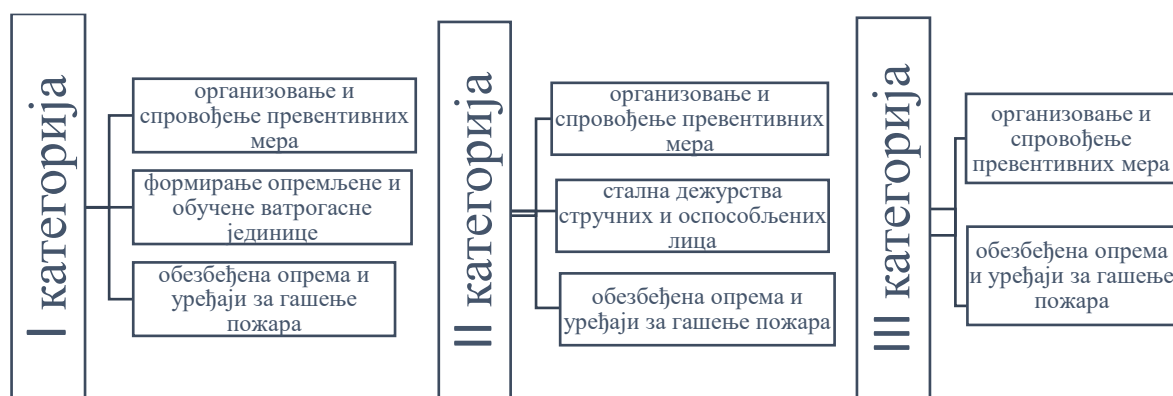 I категорија
организовање и
спровођење превентивних
мера
формирање опремљене и
обучене ватрогасне
јединице
обезбеђена опрема и
уређаји за гашење
пожара
II категорија
организовање и
спровођење превентивних
мера
стална дежурства
стручних и оспособљених
лица
обезбеђена опрема и
уређаји за гашење пожара
III категорија
организовање и
спровођење
превентивних мера
обезбеђена опрема
и уређаји за гашење
пожара